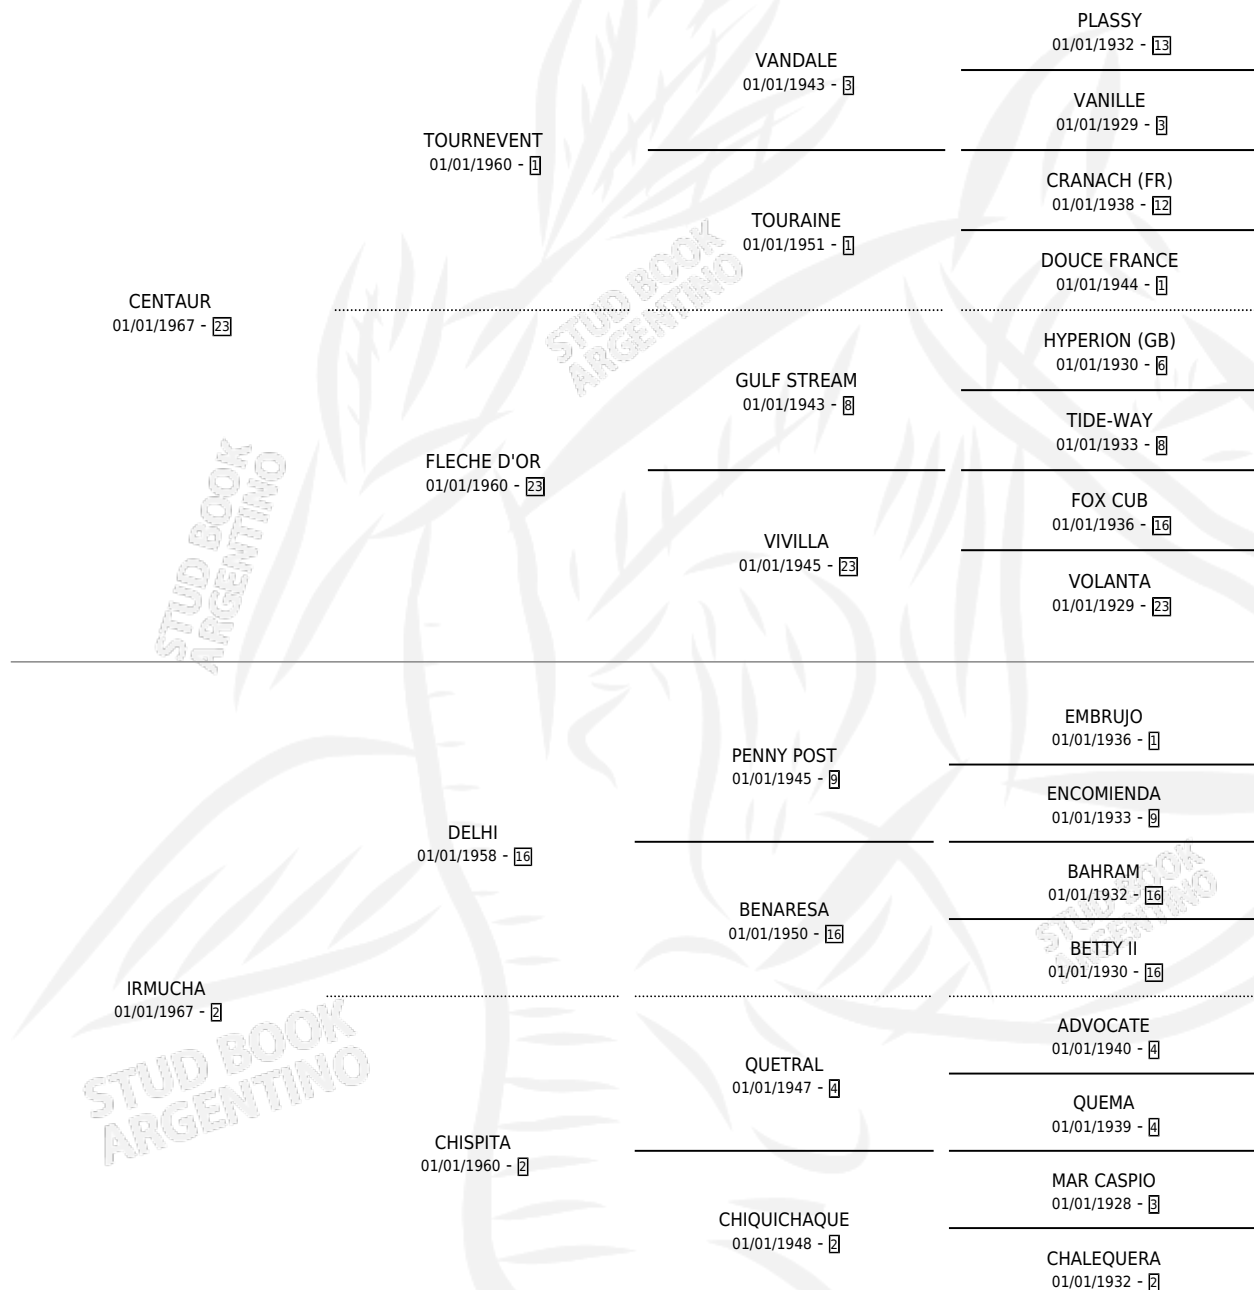 PLASSY
01/01/1932 - 13
VANDALE
01/01/1943 - 3
VANILLE
01/01/1929 - 3
TOURNEVENT
01/01/1960 - 1
CRANACH (FR)
01/01/1938 - 12
TOURAINE
01/01/1951 - 1
DOUCE FRANCE
01/01/1944 - 1
CENTAUR
01/01/1967 - 23
STUD BOOK
ARGENTINO
HYPERION (GB)
01/01/1930 - 6
GULF STREAM
01/01/1943 - 8
TIDE-WAY
01/01/1933 - 8
FLECHE D'OR
01/01/1960 - 23
FOX CUB
01/01/1936 - 16
VIVILLA
01/01/1945 - 23
VOLANTA
01/01/1929 - 23
STUD BOOK
ARGENTINO
EMBRUJO
01/01/1936 - 1
PENNY POST
01/01/1945 - 9
ENCOMIENDA
01/01/1933 - 9
DELHI
01/01/1958 - 16
BAHRAM
01/01/1932 - 16
BENARESA
01/01/1950 - 16
BETTY II
01/01/1930 - 16
STUD BOOK
ARGENTINO
IRMUCHA
01/01/1967 - 2
STUD BOOK
ARGENTINO
ADVOCATE
01/01/1940 - 4
QUETRAL
01/01/1947 - 4
QUEMA
01/01/1939 - 4
CHISPITA
01/01/1960 - 2
MAR CASPIO
01/01/1928 - 3
CHIQUICHAQUE
01/01/1948 - 2
CHALEQUERA
01/01/1932 - 2